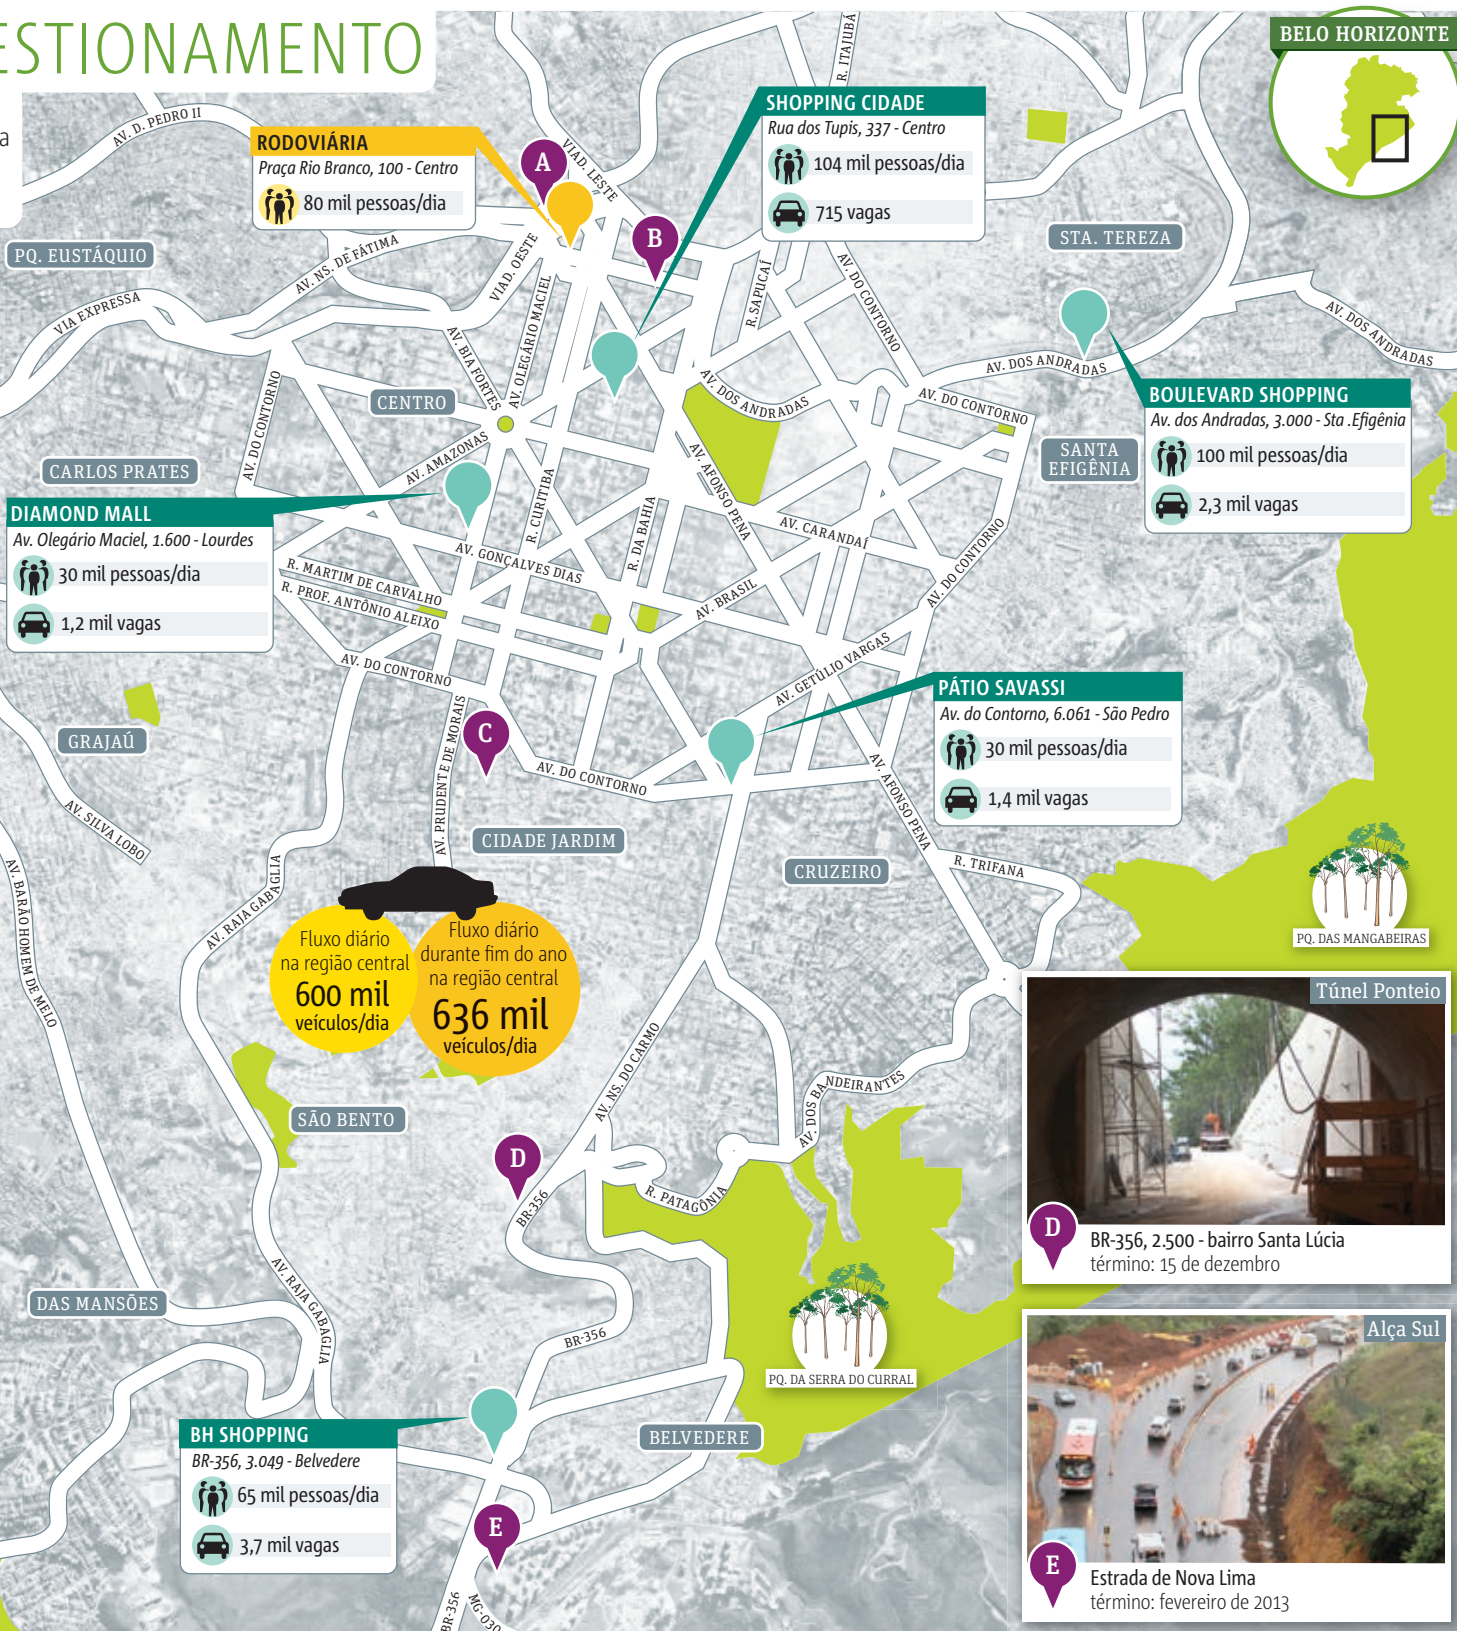 ESTIONAMENTO
a
BELO HORIZONTE
R. ITAJUBÁ
AV. D. PEDRO II
VIAD. LESTE
RODOVIÁRIA
Praça Rio Branco, 100 - Centro
80 mil pessoas/dia
A
B
SHOPPING CIDADE
Rua dos Tupis, 337 - Centro
104 mil pessoas/dia
715 vagas
STA. TEREZA
PQ. EUSTÁQUIO
AV. NS. DE FÁTIMA
VIAD. OESTE
VIA EXPRESSA
AV. BIA FORTES
AV. OLEGÁRIO MACIEL
R. SAPUCAÍ
AV. DO CONTORNO
AV. DOS ANDRADAS
AV. DOS ANDRADAS
BOULEVARD SHOPPING
Av. dos Andradas, 3.000 - Sta .Efigênia
100 mil pessoas/dia
2,3 mil vagas
AV. DOS ANDRADAS
AV. DO CONTORNO
SANTA
EFIGÊNIA
CENTRO
AV. DO CONTORNO
CARLOS PRATES
AV. AMAZONAS
R. CURITIBA
AV. AFONSO PENA
R. DA BAHIA
AV. CARANDAÍ
AV. DO CONTORNO
DIAMOND MALL
Av. Olegário Maciel, 1.600 - Lourdes
30 mil pessoas/dia
1,2 mil vagas
AV. GONÇALVES DIAS
R. MARTIM DE CARVALHO
R. PROF. ANTÔNIO ALEIXO
AV. BRASIL
AV. GETÚLIO VARGAS
AV. DO CONTORNO
PÁTIO SAVASSI
Av. do Contorno, 6.061 - São Pedro
30 mil pessoas/dia
1,4 mil vagas
GRAJAÚ
AV. PRUDENTE DE MORAIS
C
AV. DO CONTORNO
AV. AFONSO PENA
AV. SILVA LOBO
CIDADE JARDIM
CRUZEIRO
R. TRIFANA
AV. BARÃO HOMEM DE MELO
AV. RAJA GABAGLIA
Fluxo diário
na região central
600 mil
veículos/dia
Fluxo diário
durante fim do ano
na região central
636 mil
veículos/dia
PQ. DAS MANGABEIRAS
Túnel Ponteio
AV. NS. DO CARMO
AV. DOS BANDEIRANTES
SÃO BENTO
D
R. PATAGÔNIA
BR-356
D
BR-356, 2.500 - bairro Santa Lúcia
término: 15 de dezembro
AV. RAJA GABAGLIA
DAS MANSÕES
BR-356
PQ. DA SERRA DO CURRAL
Alça Sul
BH SHOPPING
BR-356, 3.049 - Belvedere
65 mil pessoas/dia
3,7 mil vagas
BELVEDERE
E
E
Estrada de Nova Lima
término: fevereiro de 2013
BR-356
MG-030